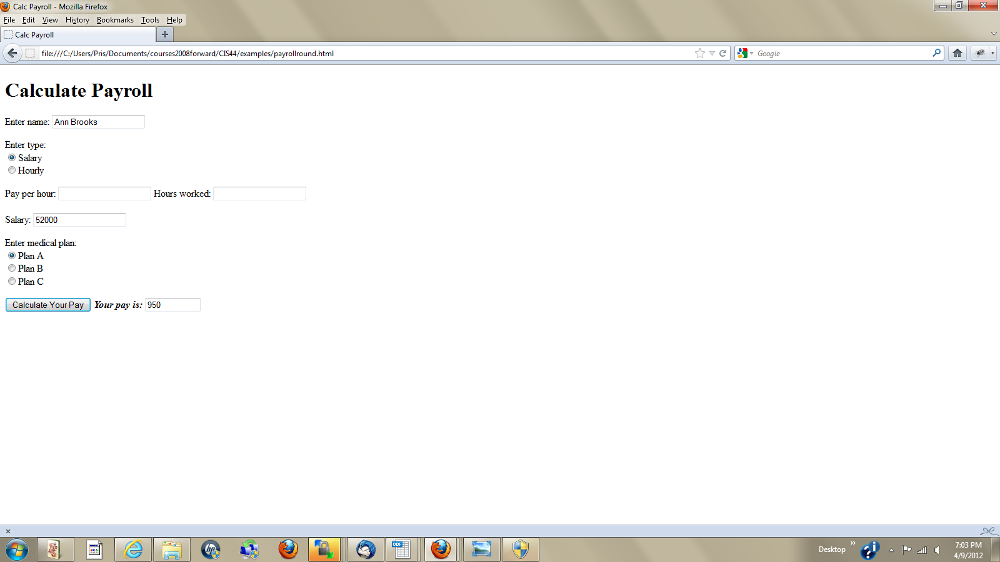 Calc Payroll - Mozilla Firefox
File Edit View History Bookmarks Tools Help
Calc Payroll +
file:///C:/Users/Pris/Documents/courses2008forward/CIS44/examples/payrollround.html Google
Calculate Payroll
Enter name: Ann Brooks
Enter type:
Salary
Hourly
Pay per hour: Hours worked:
Salary: 52000
Enter medical plan:
Plan A
Plan B
Plan C
Calculate Your Pay Your pay is: 950
Desktop 7:03 PM
4/9/2012